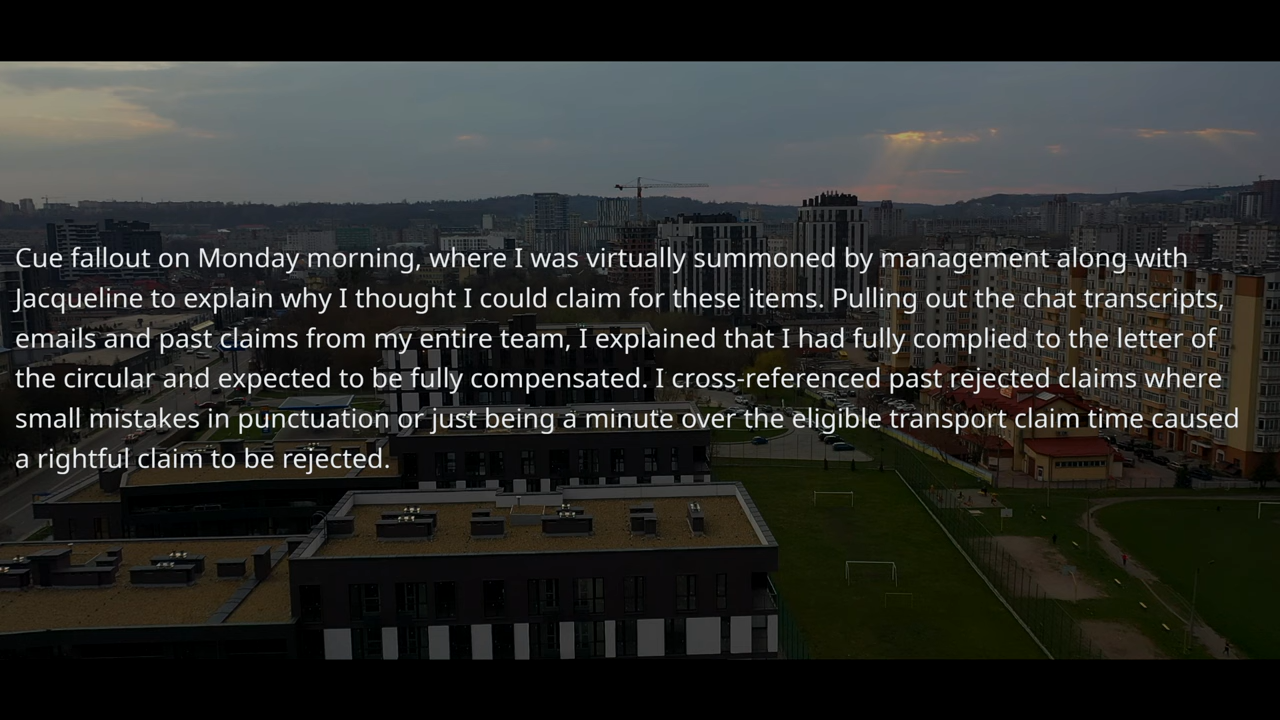 Cue fallout on Monday morning, where I was virtually summoned by management along with
Jacqueline to explain why I thought I could claim for these items. Pulling out the chat transcripts,
emails and past claims from my entire team, I explained that I had fully complied to the letter of
the circular and expected to be fully compensated. I cross-referenced past rejected claims where
small mistakes in punctuation or just being a minute over the eligible transport claim time caused
a rightful claim to be rejected.